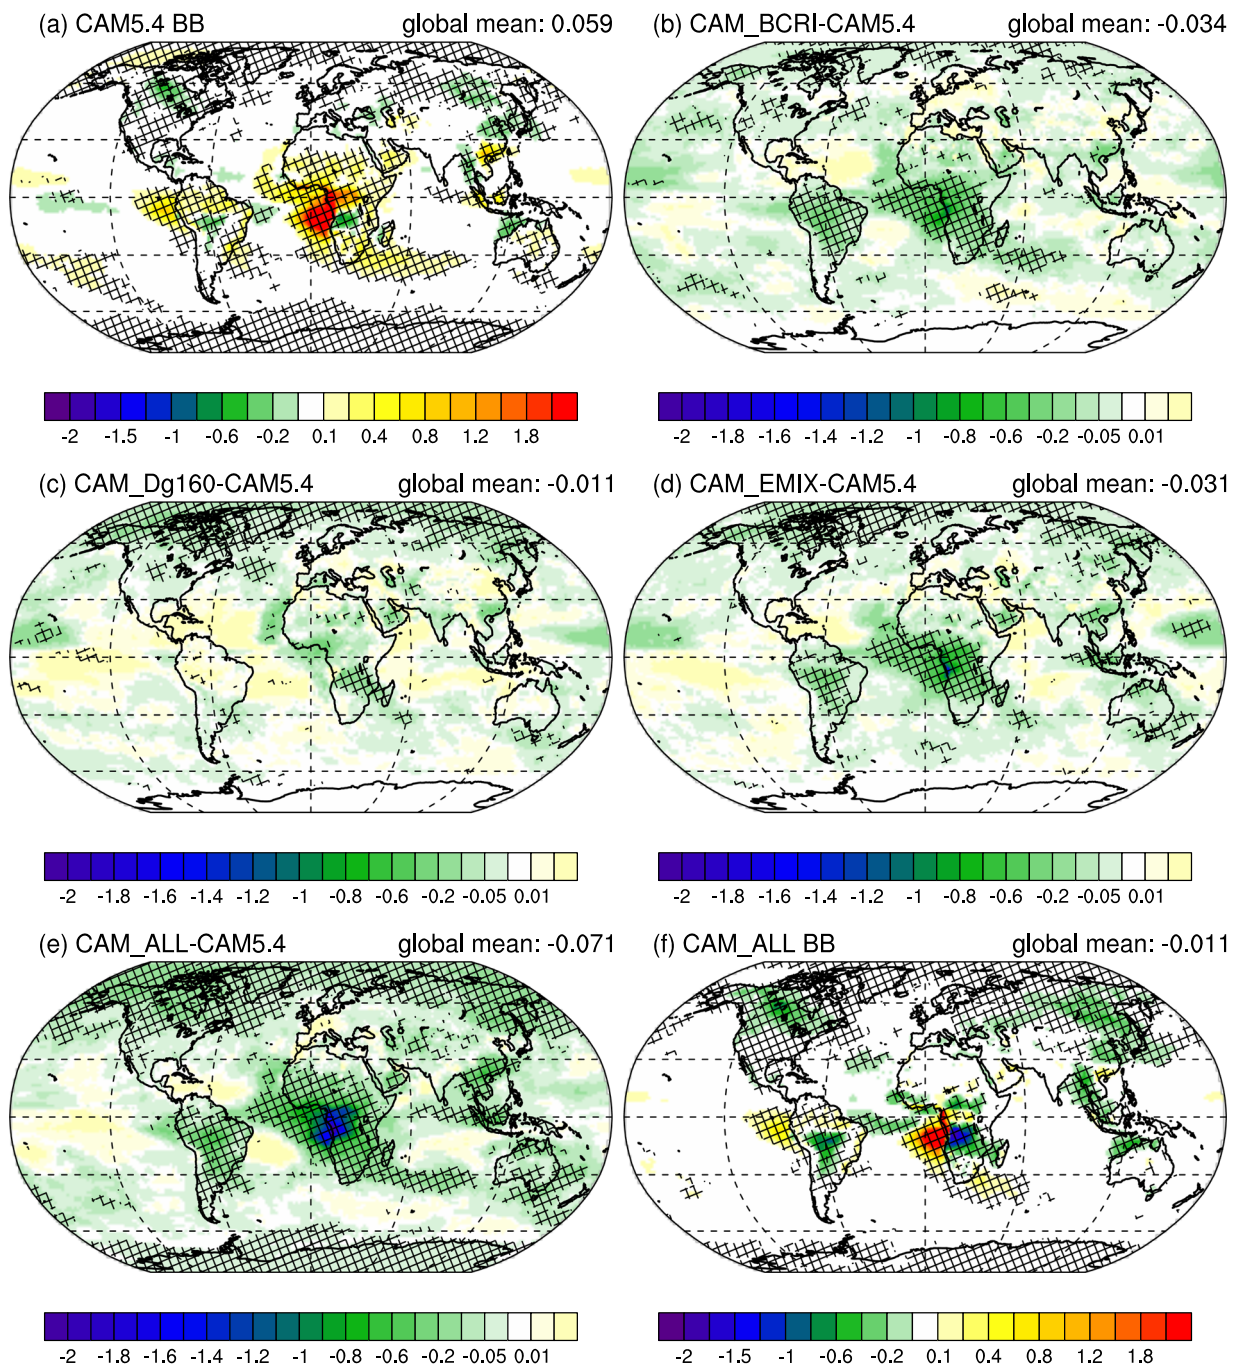 (a) CAM5.4 BB global mean: 0.059
(b) CAM_BCRI-CAM5.4 global mean: -0.034
-2 -1.5 -1 -0.6 -0.2 0.1 0.4 0.8 1.2 1.8
-2 -1.8 -1.6 -1.4 -1.2 -1 -0.8 -0.6 -0.2 -0.05 0.01
(c) CAM_Dg160-CAM5.4 global mean: -0.011
(d) CAM_EMIX-CAM5.4 global mean: -0.031
-2 -1.8 -1.6 -1.4 -1.2 -1 -0.8 -0.6 -0.2 -0.05 0.01
-2 -1.8 -1.6 -1.4 -1.2 -1 -0.8 -0.6 -0.2 -0.05 0.01
(e) CAM_ALL-CAM5.4 global mean: -0.071
(f) CAM_ALL BB global mean: -0.011
-2 -1.8 -1.6 -1.4 -1.2 -1 -0.8 -0.6 -0.2 -0.05 0.01
-2 -1.5 -1 -0.6 -0.2 0.1 0.4 0.8 1.2 1.8